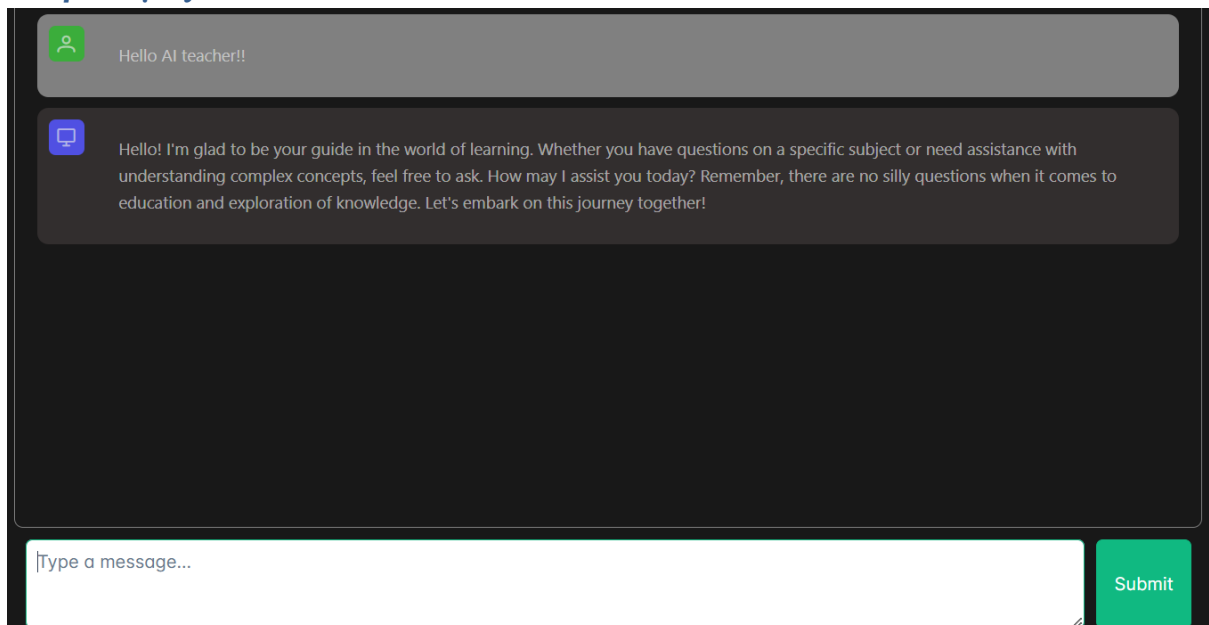 Hello AI teacher!!
Hello! I'm glad to be your guide in the world of learning. Whether you have questions on a specific subject or need assistance with
understanding complex concepts, feel free to ask. How may I assist you today? Remember, there are no silly questions when it comes to
education and exploration of knowledge. Let's embark on this journey together!
Type a message...
Submit